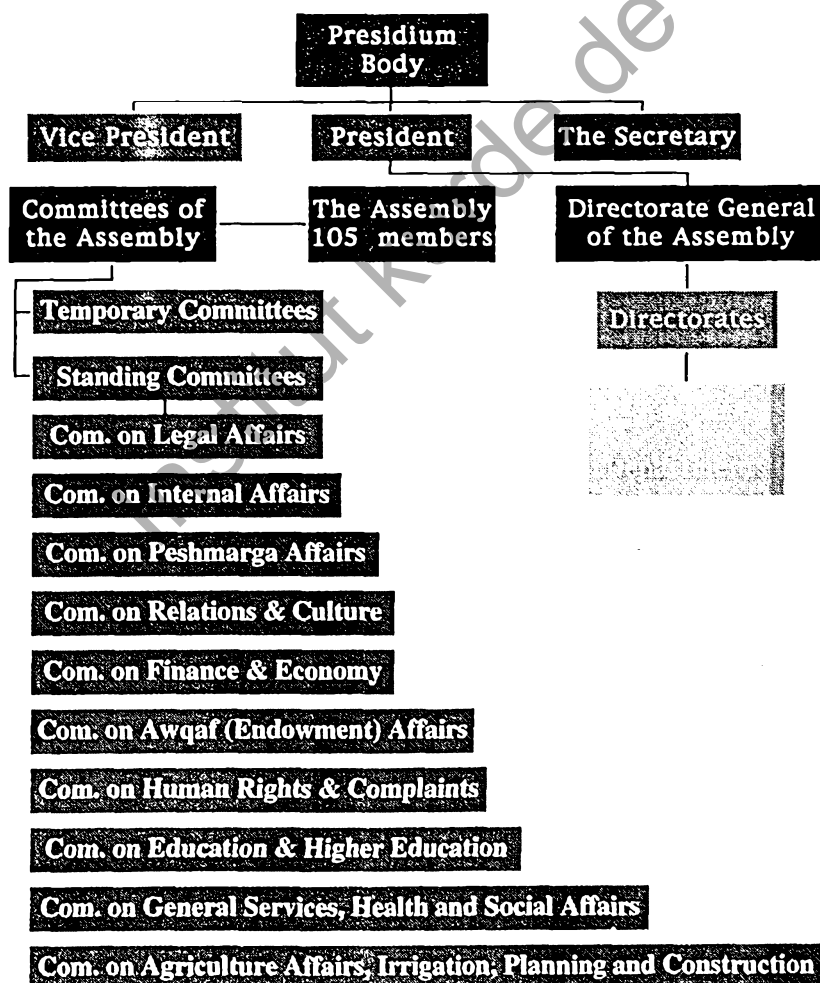 Presidium
Body
Vice President
President
The Secretary
Committees of
the Assembly
The Assembly
105 members
Directorate General
of the Assembly
Temporary Committees
Directorates
Standing Committees
Com. on Legal Affairs
Com. on Internal Affairs
Com. on Peshmarga Affairs
Com. on Relations & Culture
Com. on Finance & Economy
Com. on Awqaf (Endowment) Affairs
Com. on Human Rights & Complaints
Com. on Education & Higher Education
Com. on General Services, Health and Social Affairs
Com. on Agriculture Affairs, Irrigation, Planning and Construction
Institut kurde de